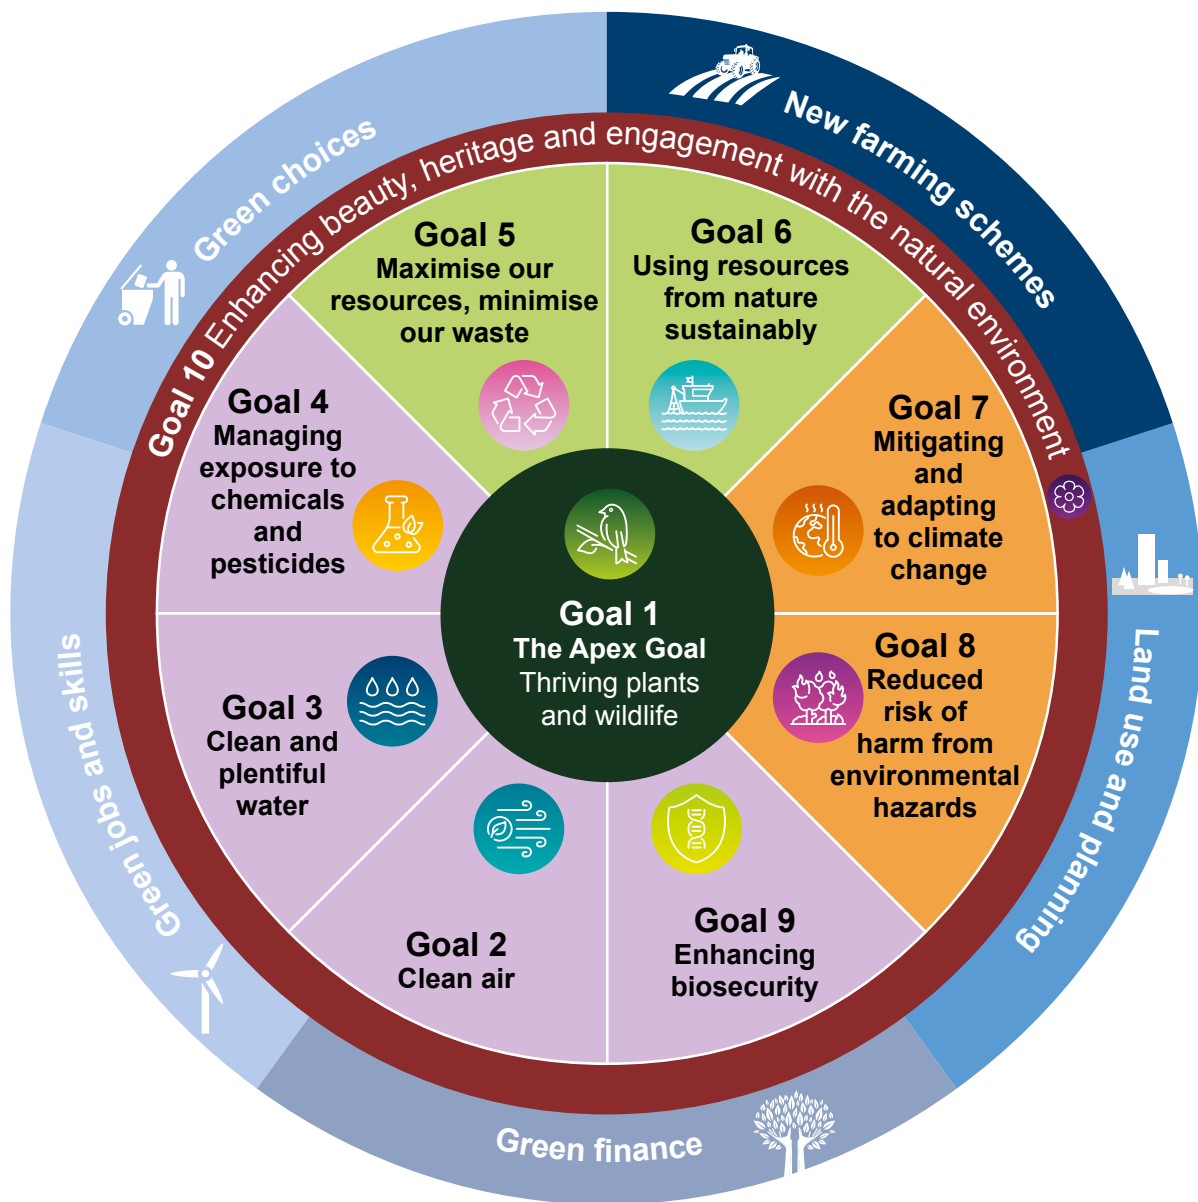 Green choices
New farming schemes
Land use and planning
Green finance
Green jobs and skills
Goal 10 Enhancing beauty, heritage and engagement with the natural environment
Goal 5
Maximise our
resources, minimise
our waste
Goal 6
Using resources
from nature
sustainably
Goal 4
Managing
exposure to
chemicals
and
pesticides
Goal 7
Mitigating
and
adapting
to climate
change
Goal 1
The Apex Goal
Thriving plants
and wildlife
Goal 3
Clean and
plentiful
water
Goal 8
Reduced
risk of
harm from
environmental
hazards
Goal 2
Clean air
Goal 9
Enhancing
biosecurity